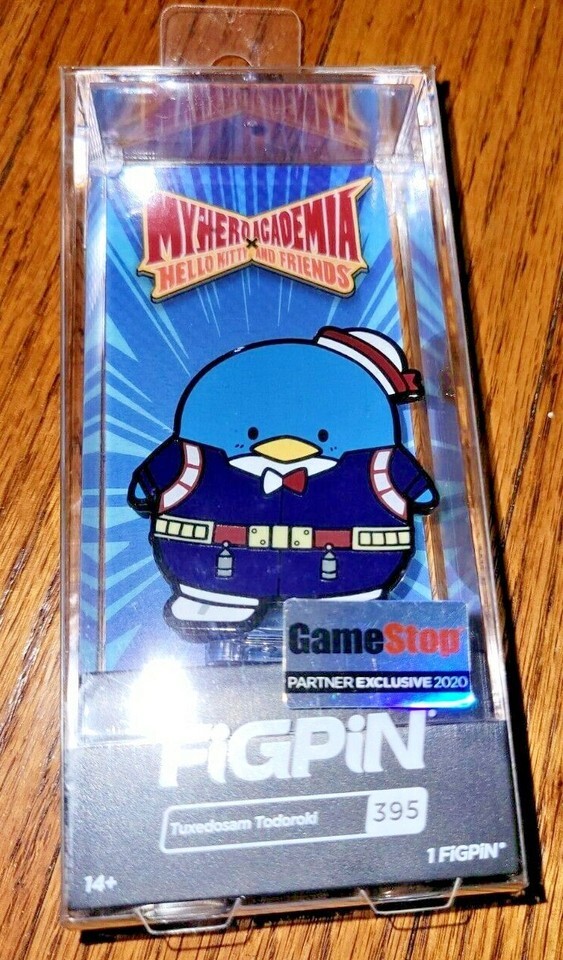 MY HERO ACADEMIA
×
HELLO KITTY AND FRIENDS
GameStop
PARTNER EXCLUSIVE 2020
FiGPiN®
Tuxedosam Todoroki 395
14+ 1 FiGPiN®